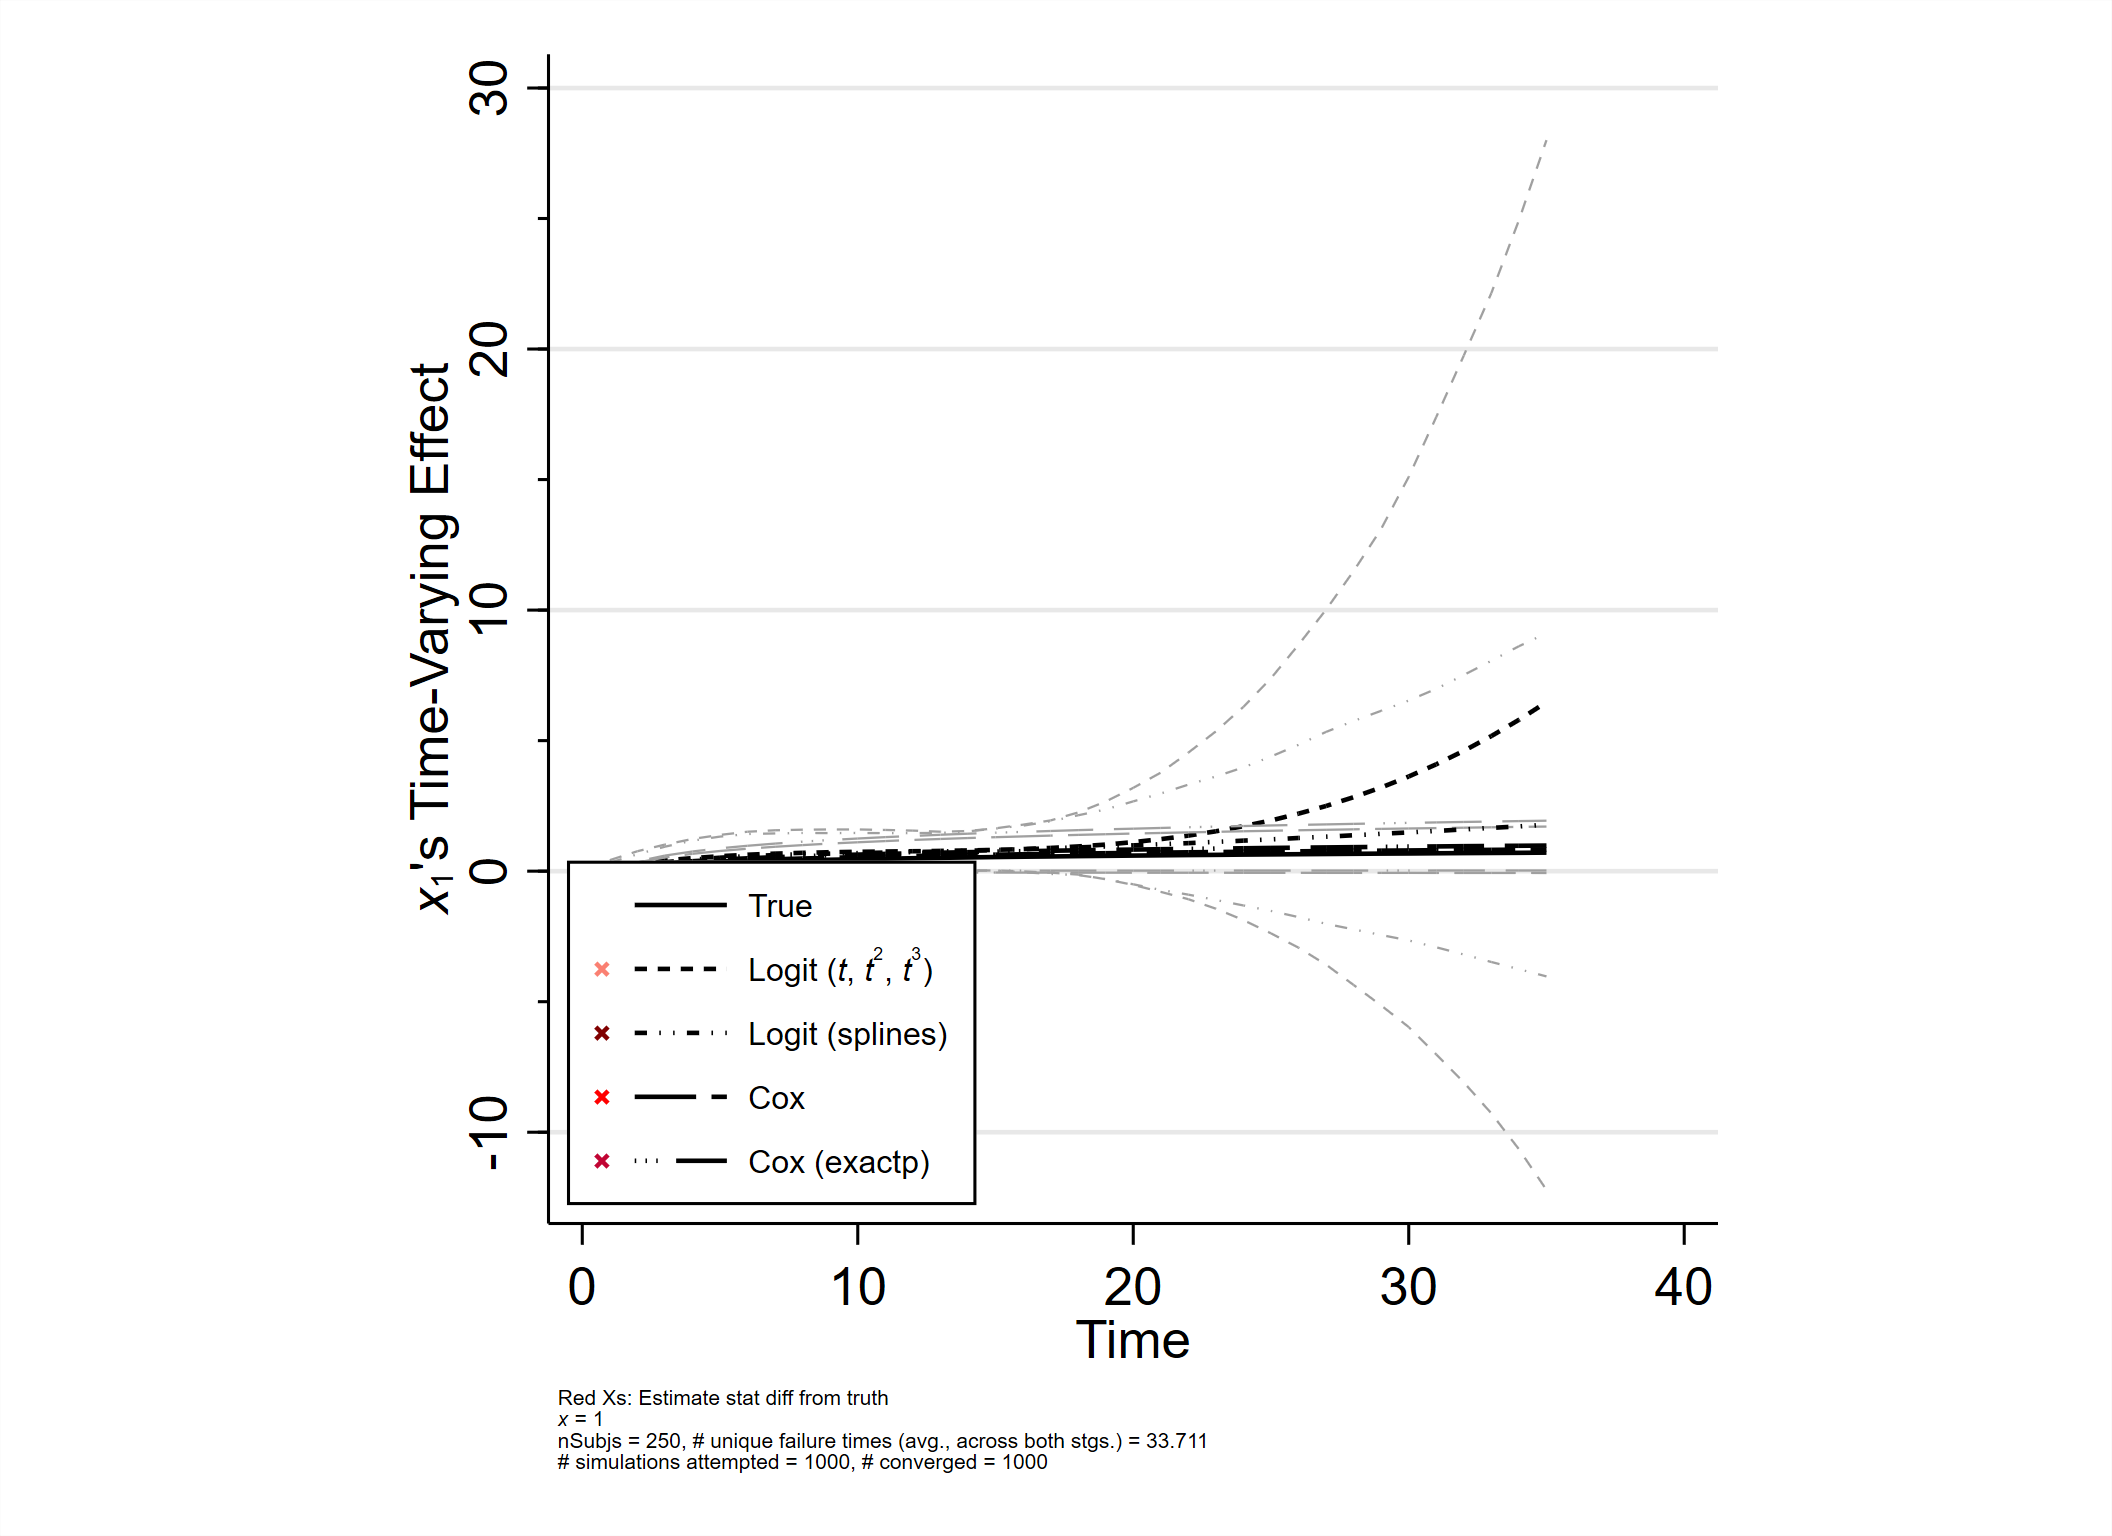 30
20
10
0
-10
x₁'s Time-Varying Effect
True
Logit (t, t², t³)
Logit (splines)
Cox
Cox (exactp)
0 10 20 30 40
Time
Red Xs: Estimate stat diff from truth
x = 1
nSubjs = 250, # unique failure times (avg., across both stgs.) = 33.711
# simulations attempted = 1000, # converged = 1000